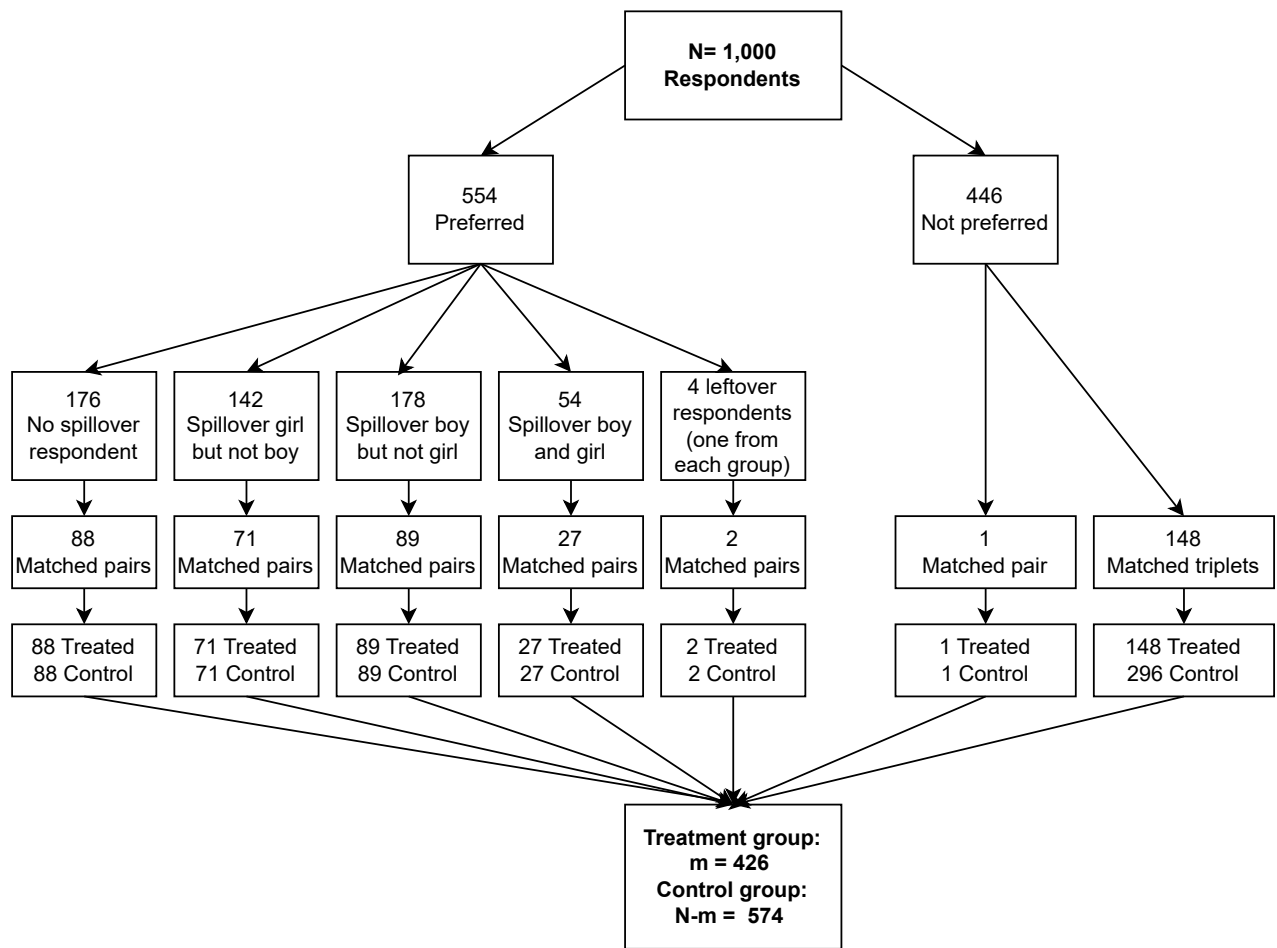 N= 1,000
Respondents
554
Preferred
446
Not preferred
176
No spillover
respondent
142
Spillover girl
but not boy
178
Spillover boy
but not girl
54
Spillover boy
and girl
4 leftover
respondents
(one from
each group)
88
Matched pairs
71
Matched pairs
89
Matched pairs
27
Matched pairs
2
Matched pairs
1
Matched pair
148
Matched triplets
88 Treated
88 Control
71 Treated
71 Control
89 Treated
89 Control
27 Treated
27 Control
2 Treated
2 Control
1 Treated
1 Control
148 Treated
296 Control
Treatment group:
m = 426
Control group:
N-m = 574